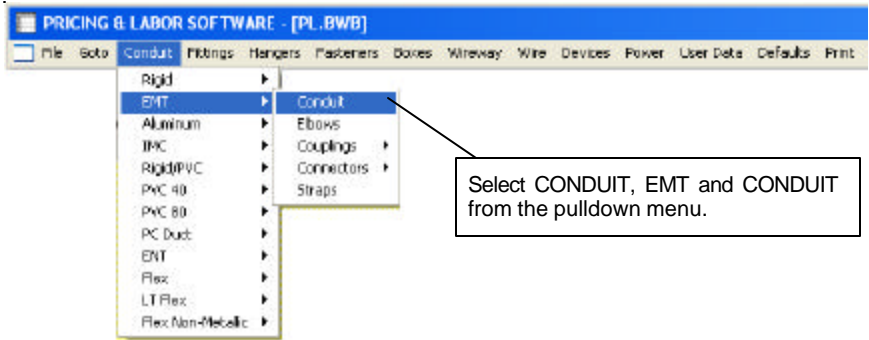 PRICING & LABOR SOFTWARE - [PL.BWB]
File Goto Conduit Fittings Hangers Fasteners Boxes Wireway Wire Devices Power User Data Defaults Print
Rigid
EMT
Aluminum
IMC
Rigid/PVC
PVC 40
PVC 80
PC Duct
ENT
Flex
LT Flex
Flex Non-Metallic
Conduit
Elbows
Couplings
Connectors
Straps
Select CONDUIT, EMT and CONDUIT
from the pulldown menu.